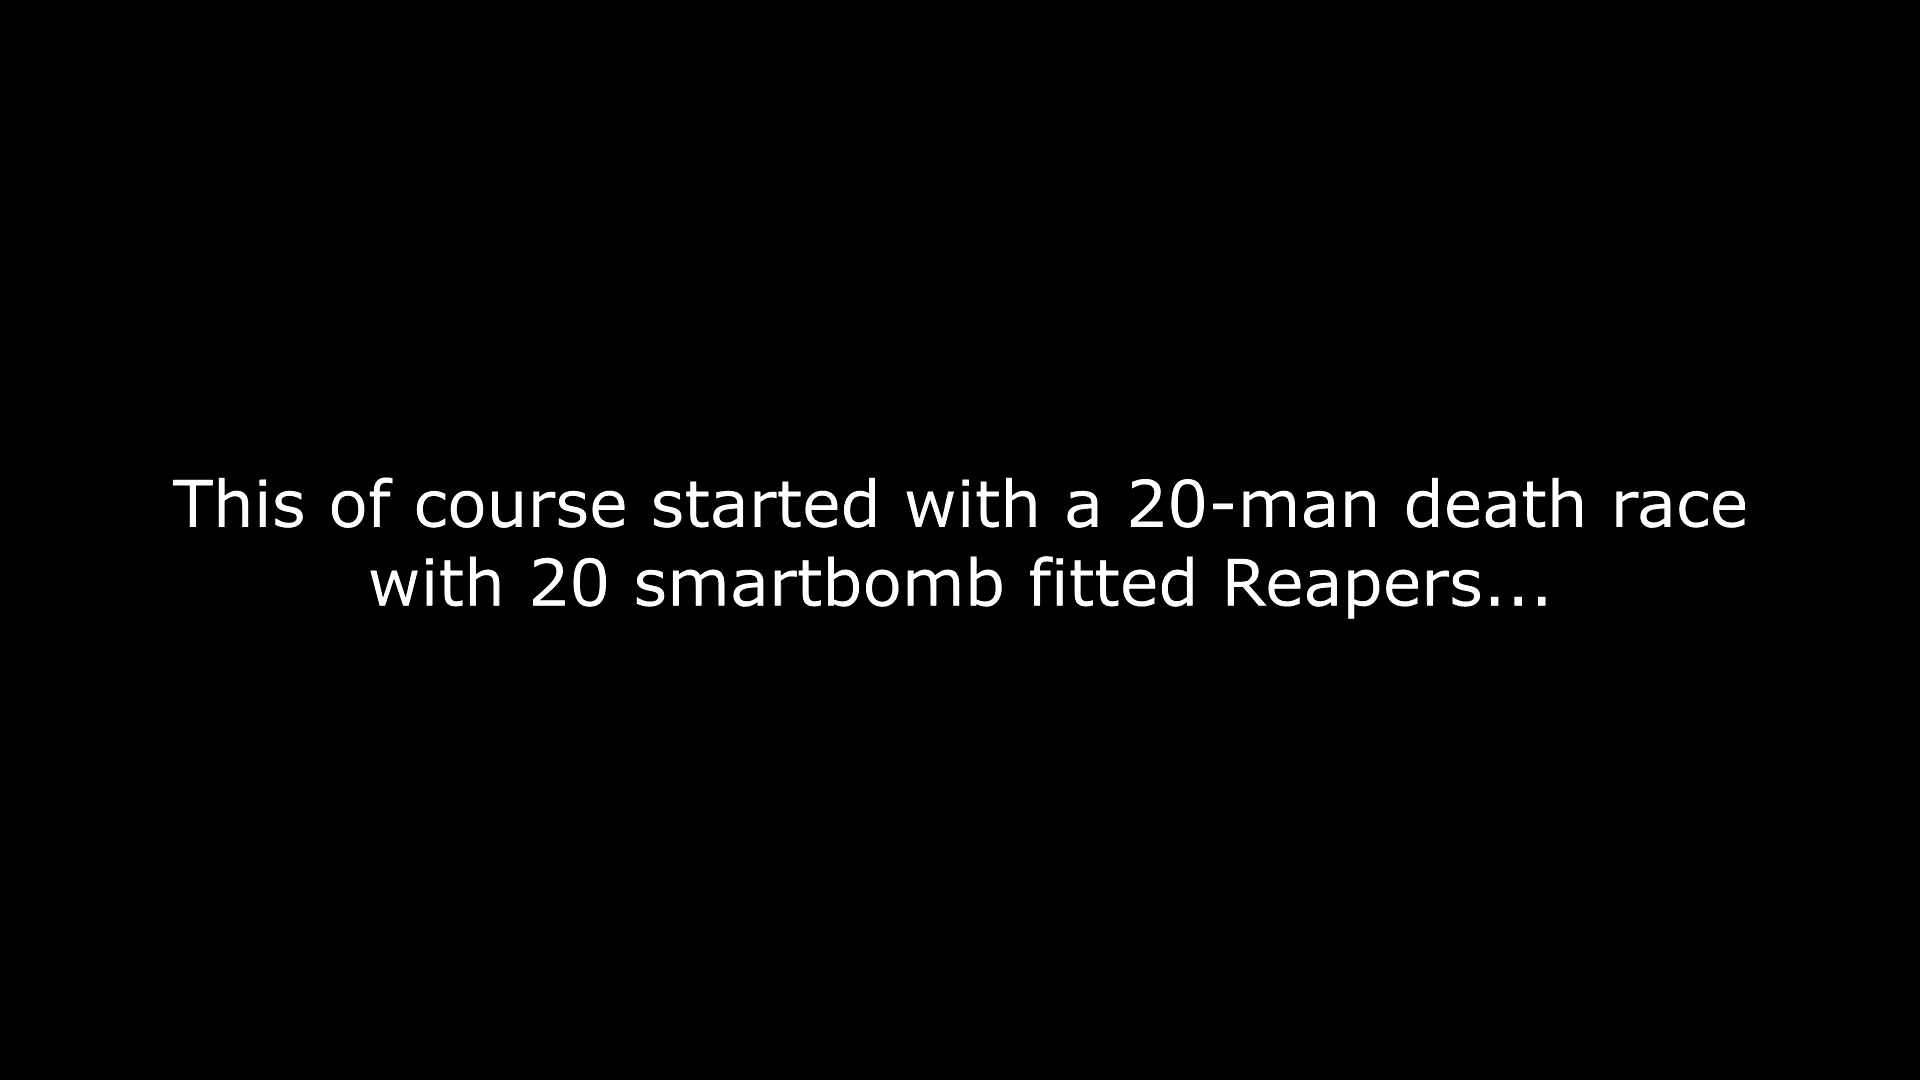 This of course started with a 20-man death race
with 20 smartbomb fitted Reapers...